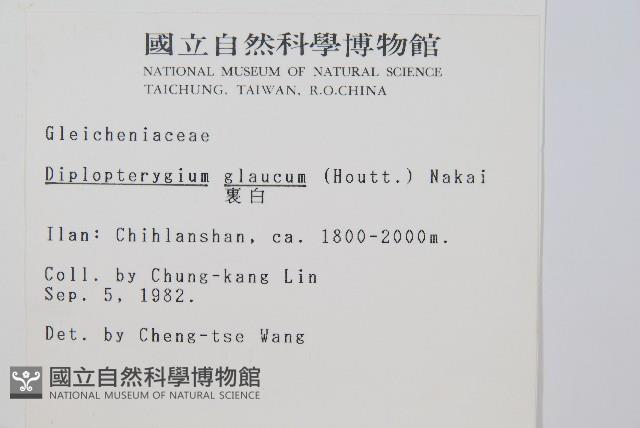 國立自然科學博物館
NATIONAL MUSEUM OF NATURAL SCIENCE
TAICHUNG, TAIWAN, R.O.CHINA
Gleicheniaceae
Diplopterygium glaucum (Houtt.) Nakai
裏白
Ilan: Chihlanshan, ca. 1800-2000m.
Coll. by Chung-kang Lin
Sep. 5, 1982.
Det. by Cheng-tse Wang
國立自然科學博物館
NATIONAL MUSEUM OF NATURAL SCIENCE